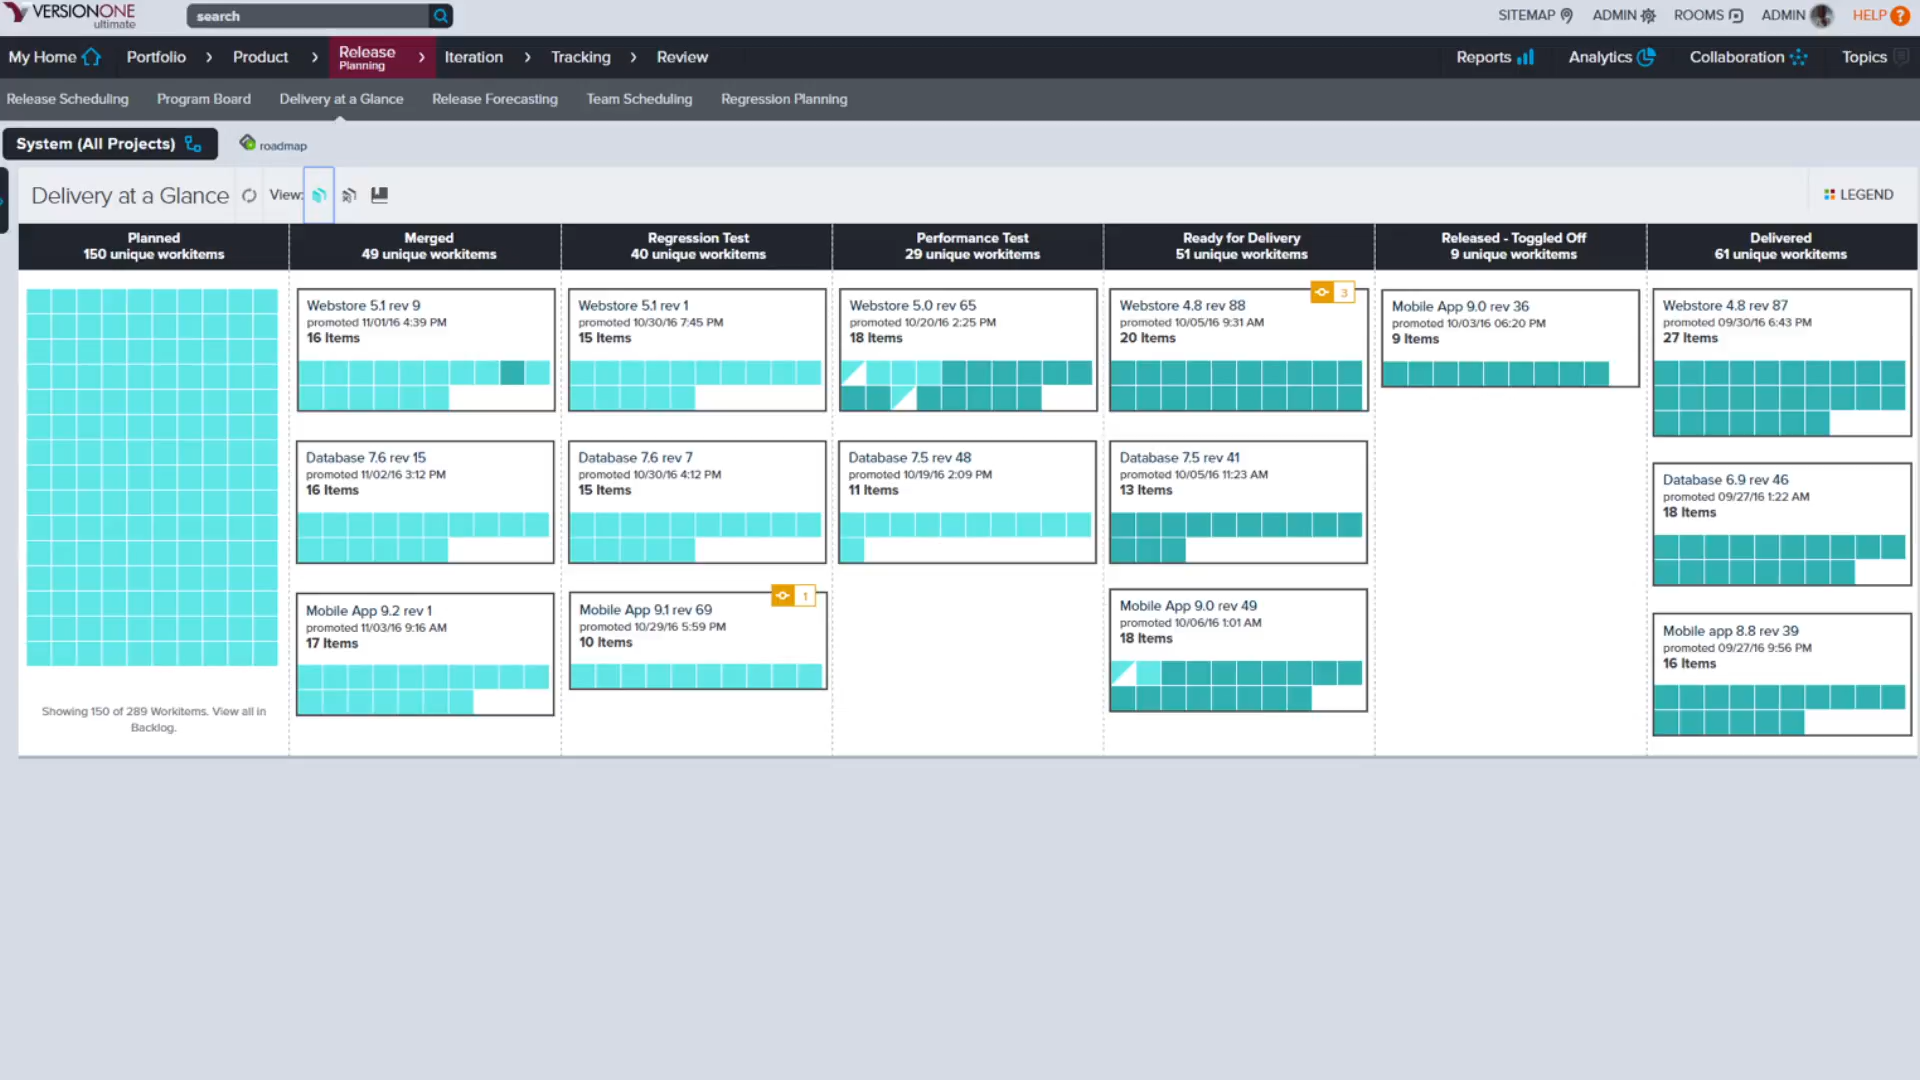 VERSIONONE
ultimate
search
SITEMAP
ADMIN
ROOMS
ADMIN
HELP ?
My Home
Portfolio
Product
Release
Planning
Iteration
Tracking
Review
Reports
Analytics
Collaboration
Topics
Release Scheduling
Program Board
Delivery at a Glance
Release Forecasting
Team Scheduling
Regression Planning
System (All Projects)
roadmap
Delivery at a Glance
View:
LEGEND
Planned
150 unique workitems
Merged
49 unique workitems
Regression Test
40 unique workitems
Performance Test
29 unique workitems
Ready for Delivery
51 unique workitems
Released - Toggled Off
9 unique workitems
Delivered
61 unique workitems
Showing 150 of 289 Workitems. View all in
Backlog.
Webstore 5.1 rev 9
promoted 11/01/16 4:39 PM
16 Items
Database 7.6 rev 15
promoted 11/02/16 3:12 PM
16 Items
Mobile App 9.2 rev 1
promoted 11/03/16 9:16 AM
17 Items
Webstore 5.1 rev 1
promoted 10/30/16 7:45 PM
15 Items
Database 7.6 rev 7
promoted 10/30/16 4:12 PM
15 Items
1
Mobile App 9.1 rev 69
promoted 10/29/16 5:59 PM
10 Items
Webstore 5.0 rev 65
promoted 10/20/16 2:25 PM
18 Items
Database 7.5 rev 48
promoted 10/19/16 2:09 PM
11 Items
3
Webstore 4.8 rev 88
promoted 10/05/16 9:31 AM
20 Items
Database 7.5 rev 41
promoted 10/05/16 11:23 AM
13 Items
Mobile App 9.0 rev 49
promoted 10/06/16 1:01 AM
18 Items
Mobile App 9.0 rev 36
promoted 10/03/16 06:20 PM
9 Items
Webstore 4.8 rev 87
promoted 09/30/16 6:43 PM
27 Items
Database 6.9 rev 46
promoted 09/27/16 1:22 AM
18 Items
Mobile app 8.8 rev 39
promoted 09/27/16 9:56 PM
16 Items